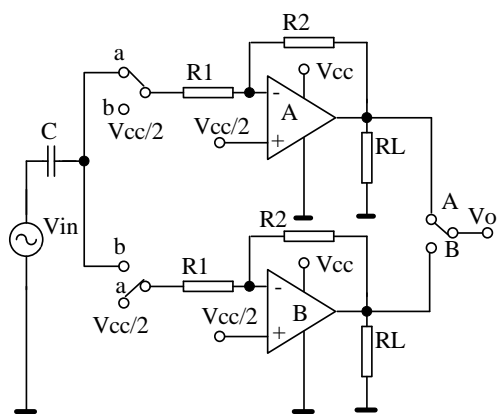 R2
a
R1
Vcc
b
Vcc/2
-
A
C
Vcc/2
+
RL
A
Vin
R2
Vo
B
b
R1
Vcc
a
-
Vcc/2
B
Vcc/2
+
RL